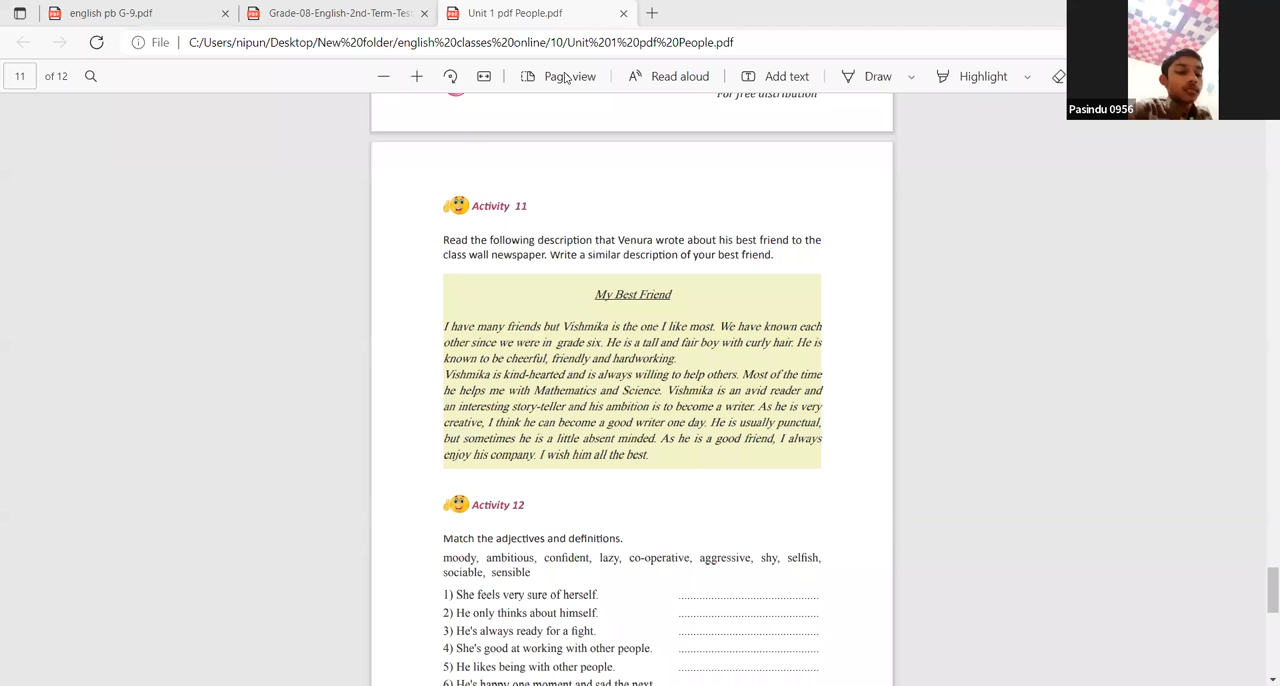 english pb G-9.pdf
Grade-08-English-2nd-Term-Test
Unit 1 pdf People.pdf
File
C:/Users/nipun/Desktop/New%20folder/english%20classes%20online/10/Unit%201%20pdf%20People.pdf
11 of 12
Page view
Read aloud
Add text
Draw
Highlight
Pasindu 0956
For free distribution
Activity 11
Read the following description that Venura wrote about his best friend to the
class wall newspaper. Write a similar description of your best friend.
My Best Friend
I have many friends but Vishmika is the one I like most. We have known each
other since we were in grade six. He is a tall and fair boy with curly hair. He is
known to be cheerful, friendly and hardworking.
Vishmika is kind-hearted and is always willing to help others. Most of the time
he helps me with Mathematics and Science. Vishmika is an avid reader and
an interesting story-teller and his ambition is to become a writer. As he is very
creative, I think he can become a good writer one day. He is usually punctual,
but sometimes he is a little absent minded. As he is a good friend, I always
enjoy his company. I wish him all the best.
Activity 12
Match the adjectives and definitions.
moody, ambitious, confident, lazy, co-operative, aggressive, shy, selfish,
sociable, sensible
1) She feels very sure of herself. ..............................................
2) He only thinks about himself. ..............................................
3) He's always ready for a fight. ..............................................
4) She's good at working with other people. ..............................................
5) He likes being with other people. ..............................................
6) He's happy one moment and sad the next